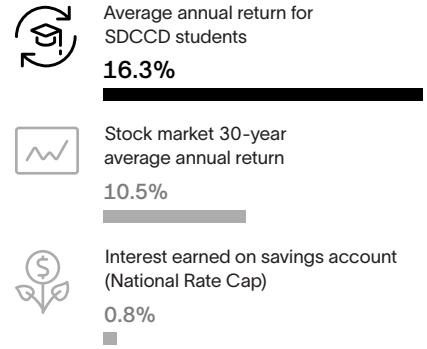 Average annual return for
SDCCD students
16.3%
Stock market 30-year
average annual return
10.5%
$
Interest earned on savings account
(National Rate Cap)
0.8%